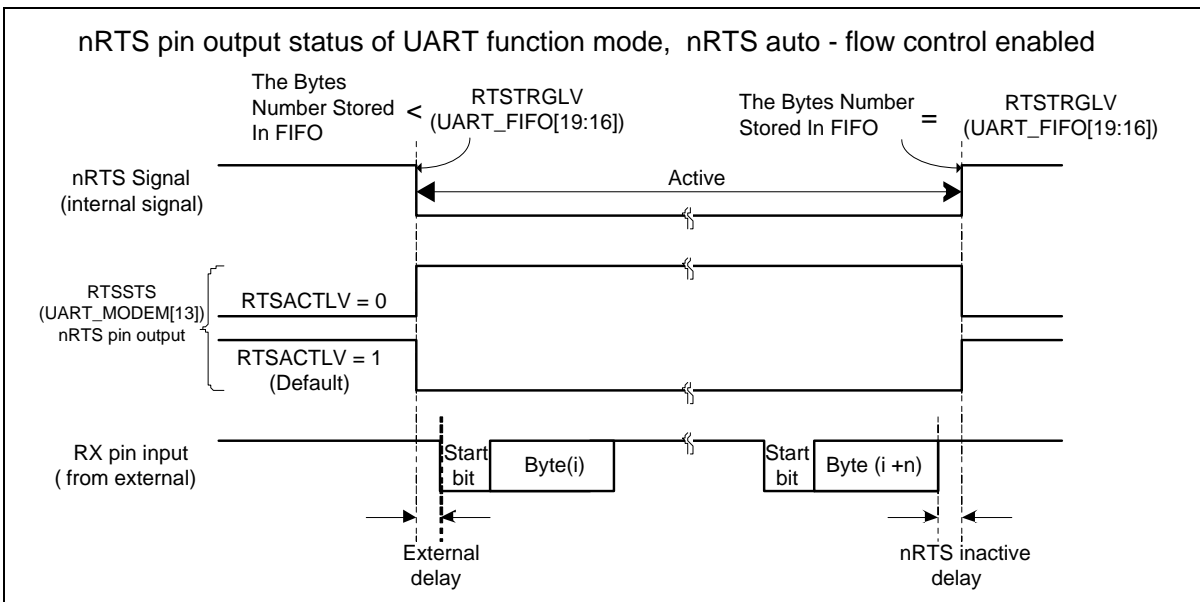 nRTS pin output status of UART function mode, nRTS auto - flow control enabled
The Bytes
Number Stored
In FIFO
<
RTSTRGLV
(UART_FIFO[19:16])
The Bytes Number
Stored In FIFO
=
RTSTRGLV
(UART_FIFO[19:16])
nRTS Signal
(internal signal)
Active
RTSSTS
(UART_MODEM[13])
nRTS pin output
RTSACTLV = 0
RTSACTLV = 1
(Default)
RX pin input
( from external)
Start
bit
Byte(i)
Start
bit
Byte (i +n)
External
delay
nRTS inactive
delay